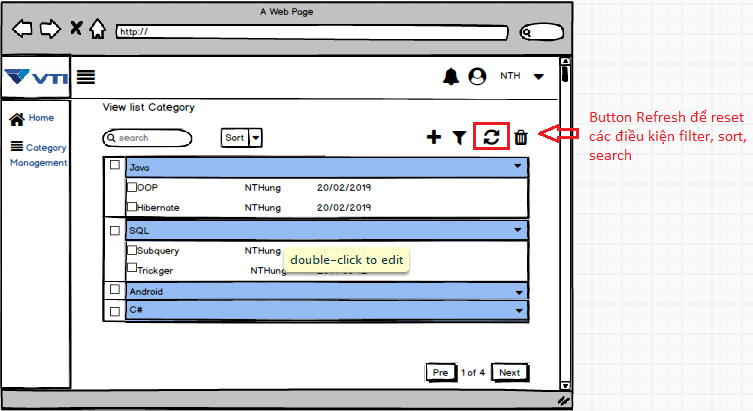 A Web Page
http://
VTI
NTH
Home
Category
Management
View list Category
search
Sort
Button Refresh để reset
các điều kiện filter, sort,
search
Java
OOP NTHung 20/02/2019
Hibernate NTHung 20/02/2019
SQL
Subquery NTHung
double-click to edit
Trickger NTHung
Android
C#
Pre 1 of 4 Next